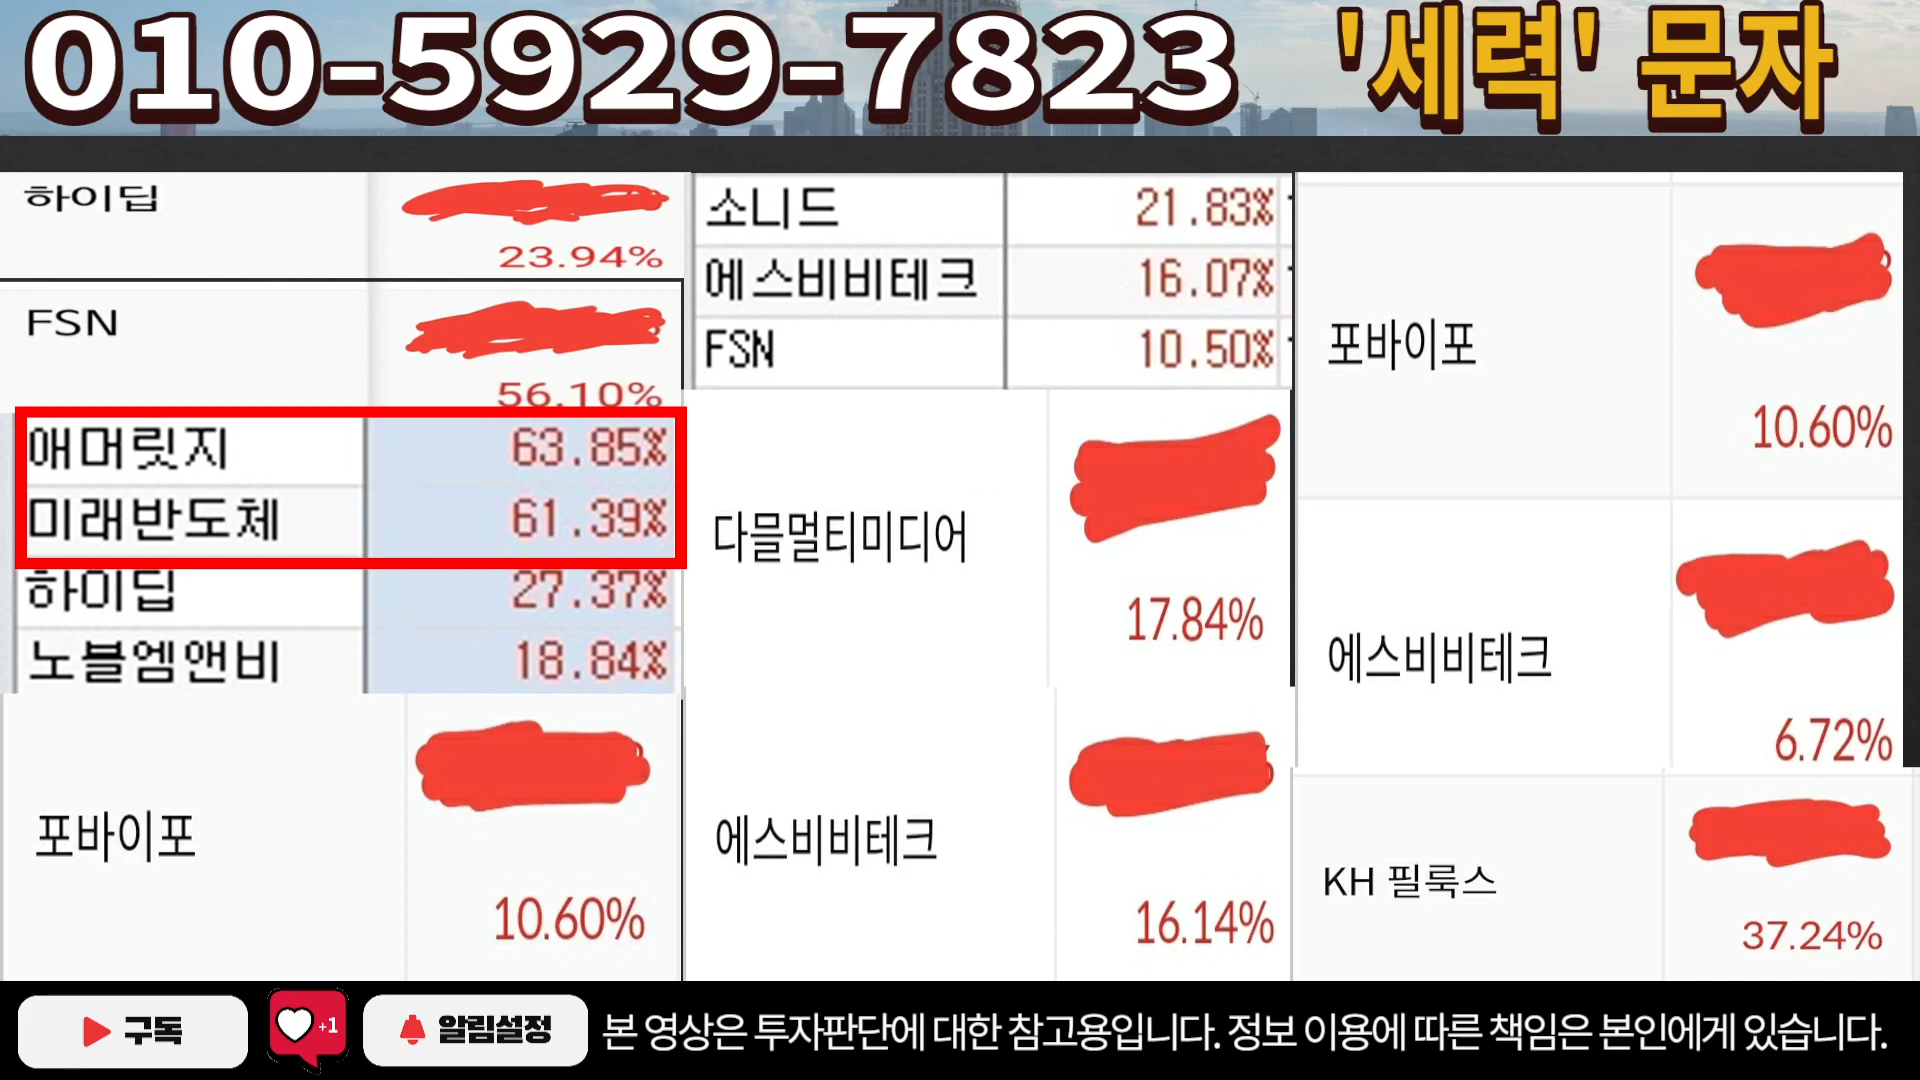 010-5929-7823 '세력' 문자
하이딥
23.94%
FSN
56.10%
애머릿지 63.85%
미래반도체 61.39%
하이딥 27.37%
노블엠앤비 18.84%
포바이포
10.60%
소니드 21.83%
에스비비테크 16.07%
FSN 10.50%
다믈멀티미디어
17.84%
에스비비테크
16.14%
포바이포
10.60%
에스비비테크
6.72%
KH 필룩스
37.24%
구독 +1 알림설정 본 영상은 투자판단에 대한 참고용입니다. 정보 이용에 따른 책임은 본인에게 있습니다.